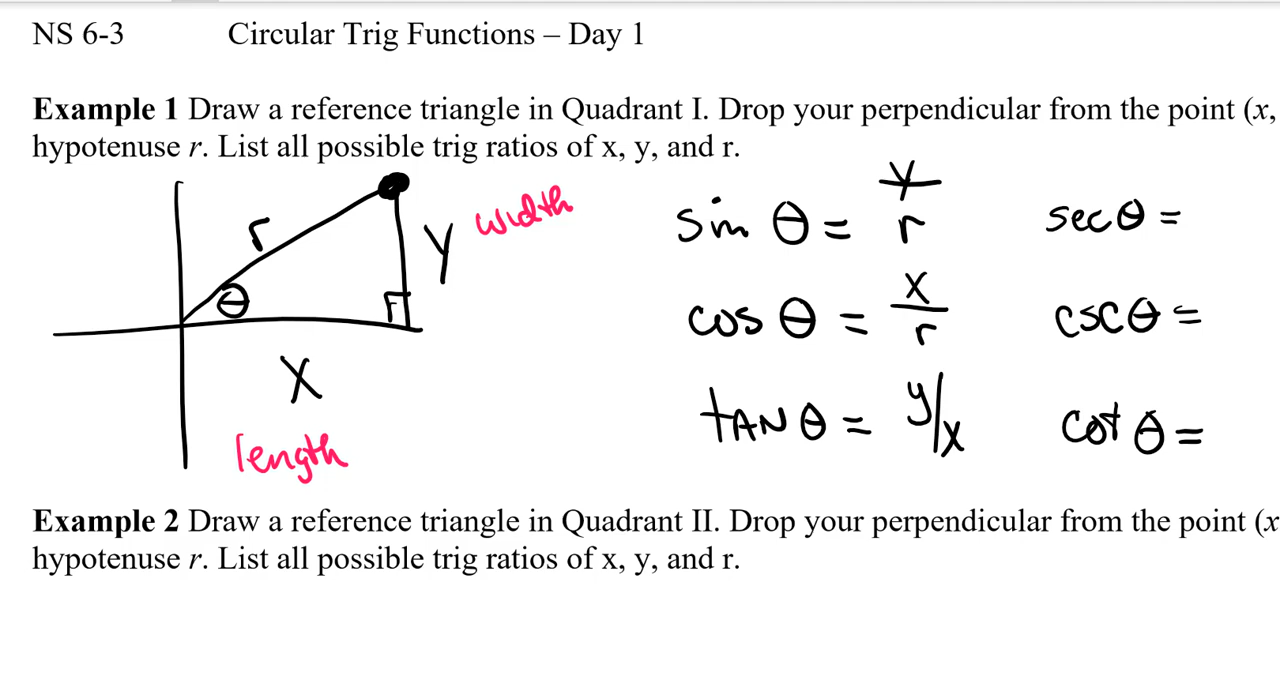 NS 6-3 Circular Trig Functions – Day 1
Example 1 Draw a reference triangle in Quadrant I. Drop your perpendicular from the point (x,
hypotenuse r. List all possible trig ratios of x, y, and r.
r
θ
y
width
x
length
sin θ = y/r
cos θ = x/r
tan θ = y/x
sec θ =
csc θ =
cot θ =
Example 2 Draw a reference triangle in Quadrant II. Drop your perpendicular from the point (x
hypotenuse r. List all possible trig ratios of x, y, and r.